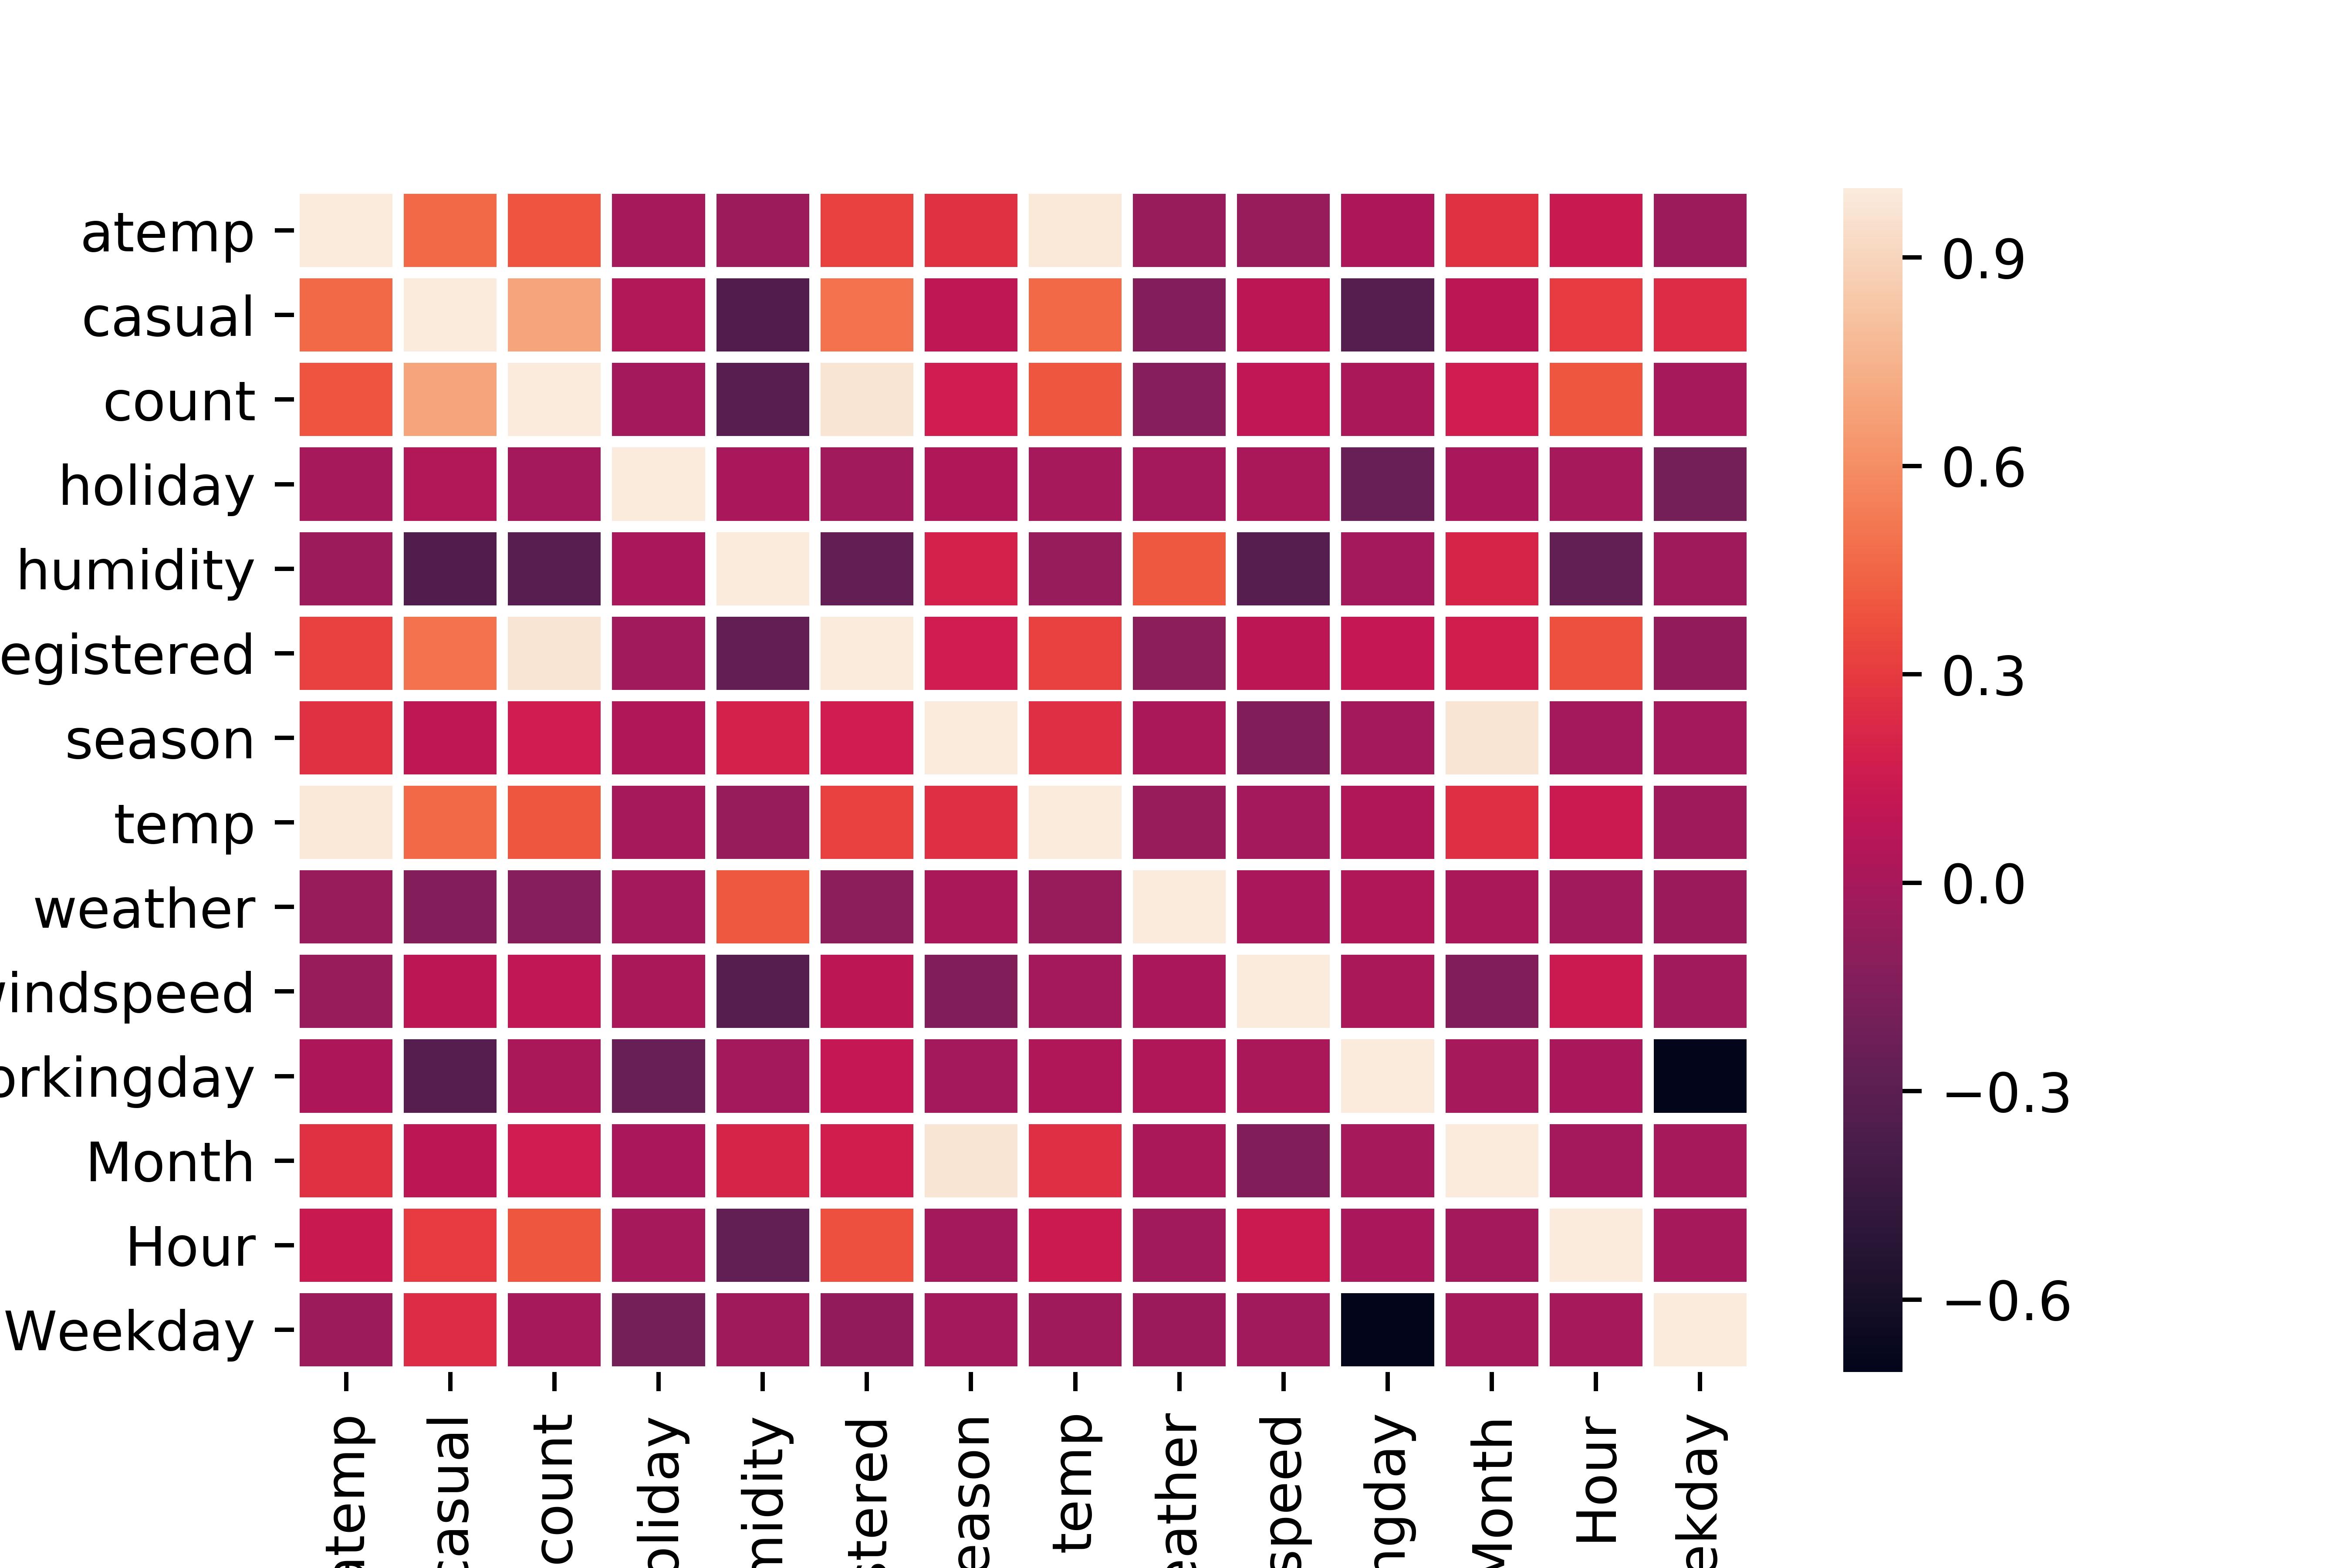 atemp
casual
count
holiday
humidity
egistered
season
temp
weather
indspeed
orkingday
Month
Hour
Weekday
0.9
0.6
0.3
0.0
−0.3
−0.6
atemp
casual
count
oliday
midity
stered
eason
temp
eather
speed
ngday
Month
Hour
ekday